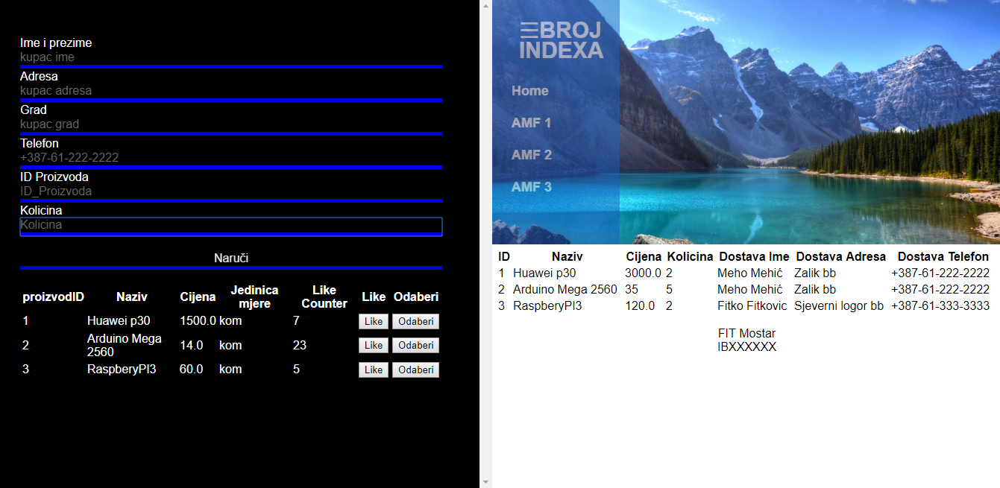 Ime i prezime
kupac ime
Adresa
kupac adresa
Grad
kupac grad
Telefon
+387-61-222-2222
ID Proizvoda
ID_Proizvoda
Kolicina
Kolicina
Naruči
proizvodID Naziv Cijena Jedinica mjere Like Counter Like Odaberi
1 Huawei p30 1500.0 kom 7 Like Odaberi
2 Arduino Mega 2560 14.0 kom 23 Like Odaberi
3 RaspberyPI3 60.0 kom 5 Like Odaberi
☰BROJ
INDEXA
Home
AMF 1
AMF 2
AMF 3
ID Naziv Cijena Kolicina Dostava Ime Dostava Adresa Dostava Telefon
1 Huawei p30 3000.0 2 Meho Mehić Zalik bb +387-61-222-2222
2 Arduino Mega 2560 35 5 Meho Mehić Zalik bb +387-61-222-2222
3 RaspberyPI3 120.0 2 Fitko Fitkovic Sjeverni logor bb +387-61-333-3333
FIT Mostar
IBXXXXXX